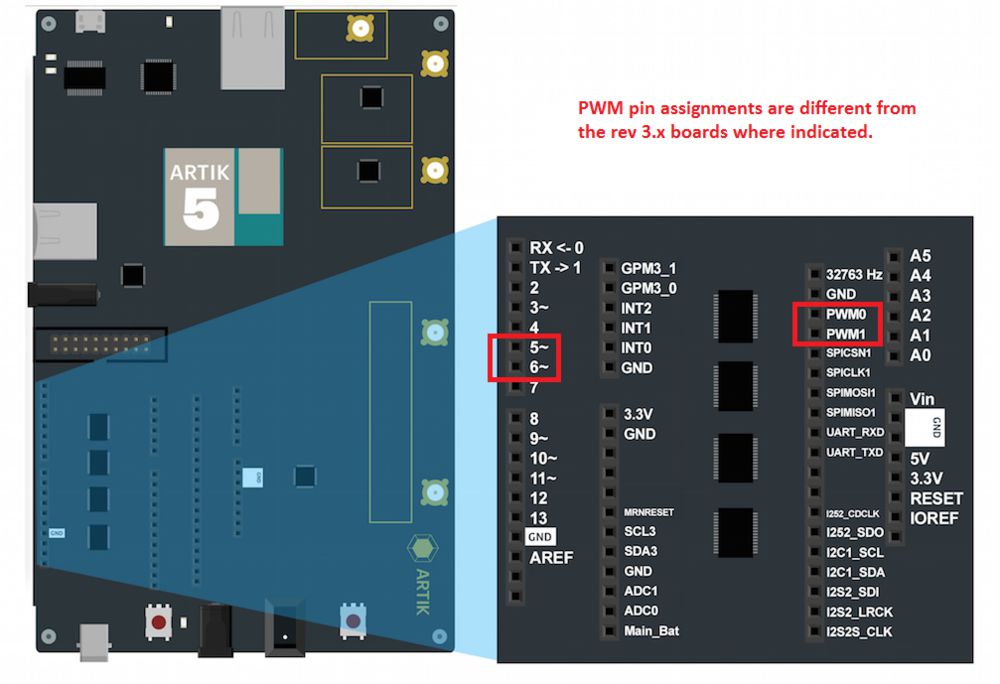 PWM pin assignments are different from
the rev 3.x boards where indicated.
ARTIK
5
GND
GND
ARTIK
RX <- 0
TX -> 1
2
3~
4
5~
6~
7
8
9~
10~
11~
12
13
GND
AREF
GPM3_1
GPM3_0
INT2
INT1
INT0
GND
3.3V
GND
MRNRESET
SCL3
SDA3
GND
ADC1
ADC0
Main_Bat
32763 Hz
GND
PWM0
PWM1
SPICSN1
SPICLK1
SPIMOSI1
SPIMISO1
UART_RXD
UART_TXD
I252_CDCLK
I252_SDO
I2C1_SCL
I2C1_SDA
I2S2_SDI
I2S2_LRCK
I2S2S_CLK
A5
A4
A3
A2
A1
A0
Vin
GND
5V
3.3V
RESET
IOREF